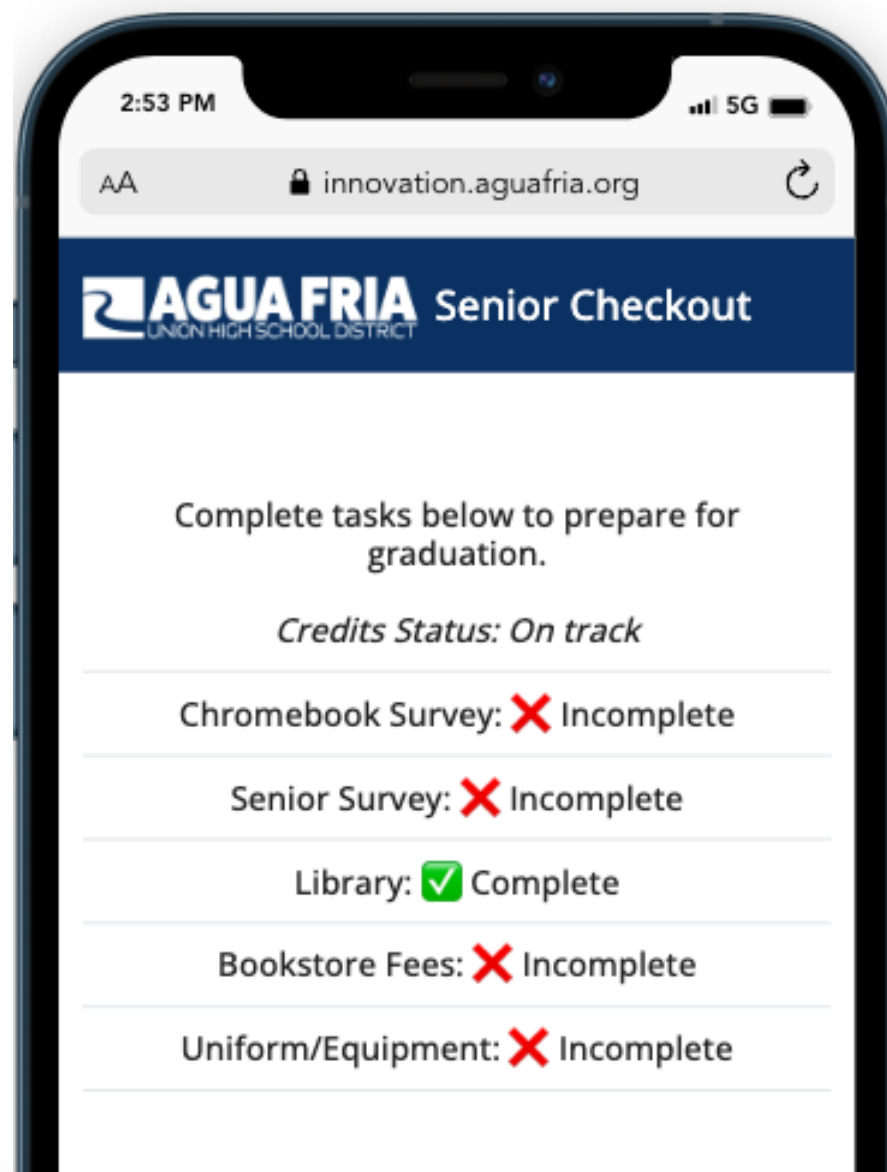 2:53 PM 5G
AA innovation.aguafria.org
AGUA FRIA Senior Checkout
UNION HIGH SCHOOL DISTRICT
Complete tasks below to prepare for
graduation.
Credits Status: On track
Chromebook Survey: ❌ Incomplete
Senior Survey: ❌ Incomplete
Library: ✅ Complete
Bookstore Fees: ❌ Incomplete
Uniform/Equipment: ❌ Incomplete